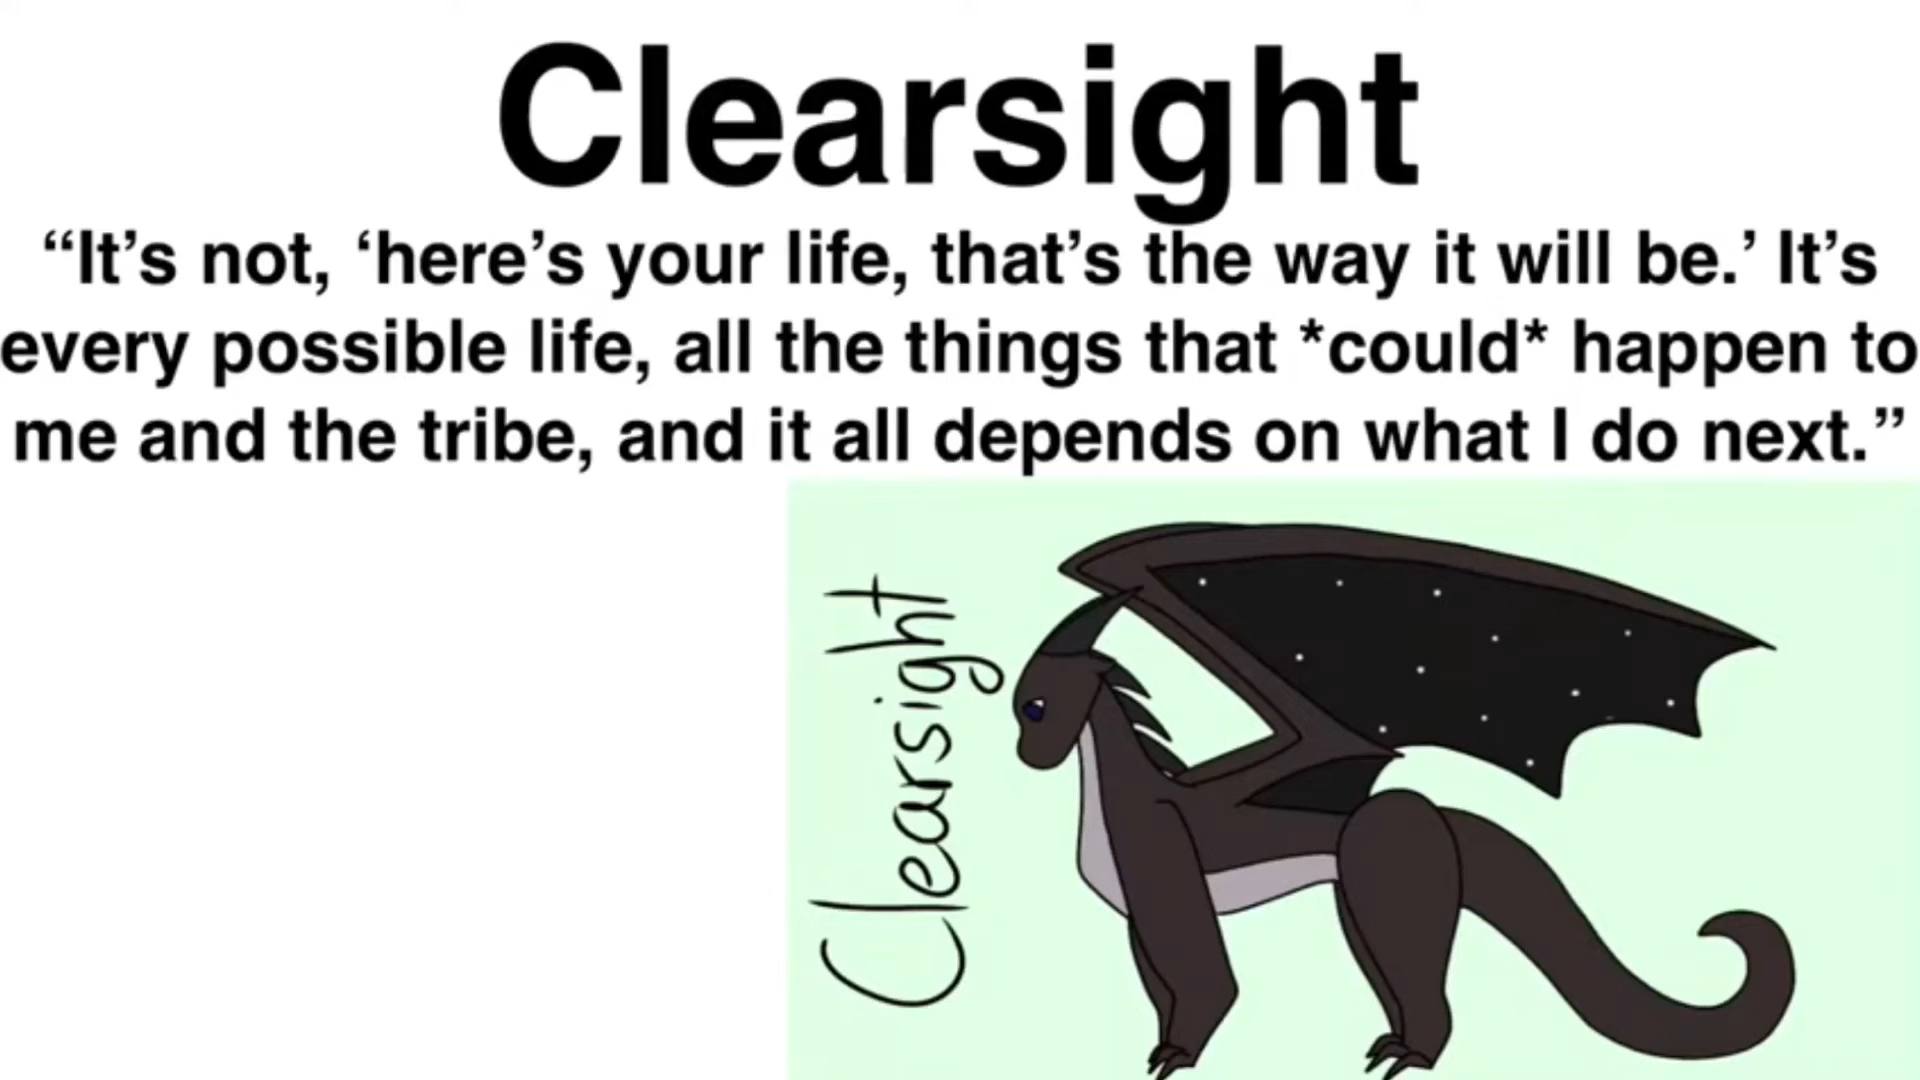 Clearsight
“It’s not, ‘here’s your life, that’s the way it will be.’ It’s
every possible life, all the things that *could* happen to
me and the tribe, and it all depends on what I do next.”
Clearsight